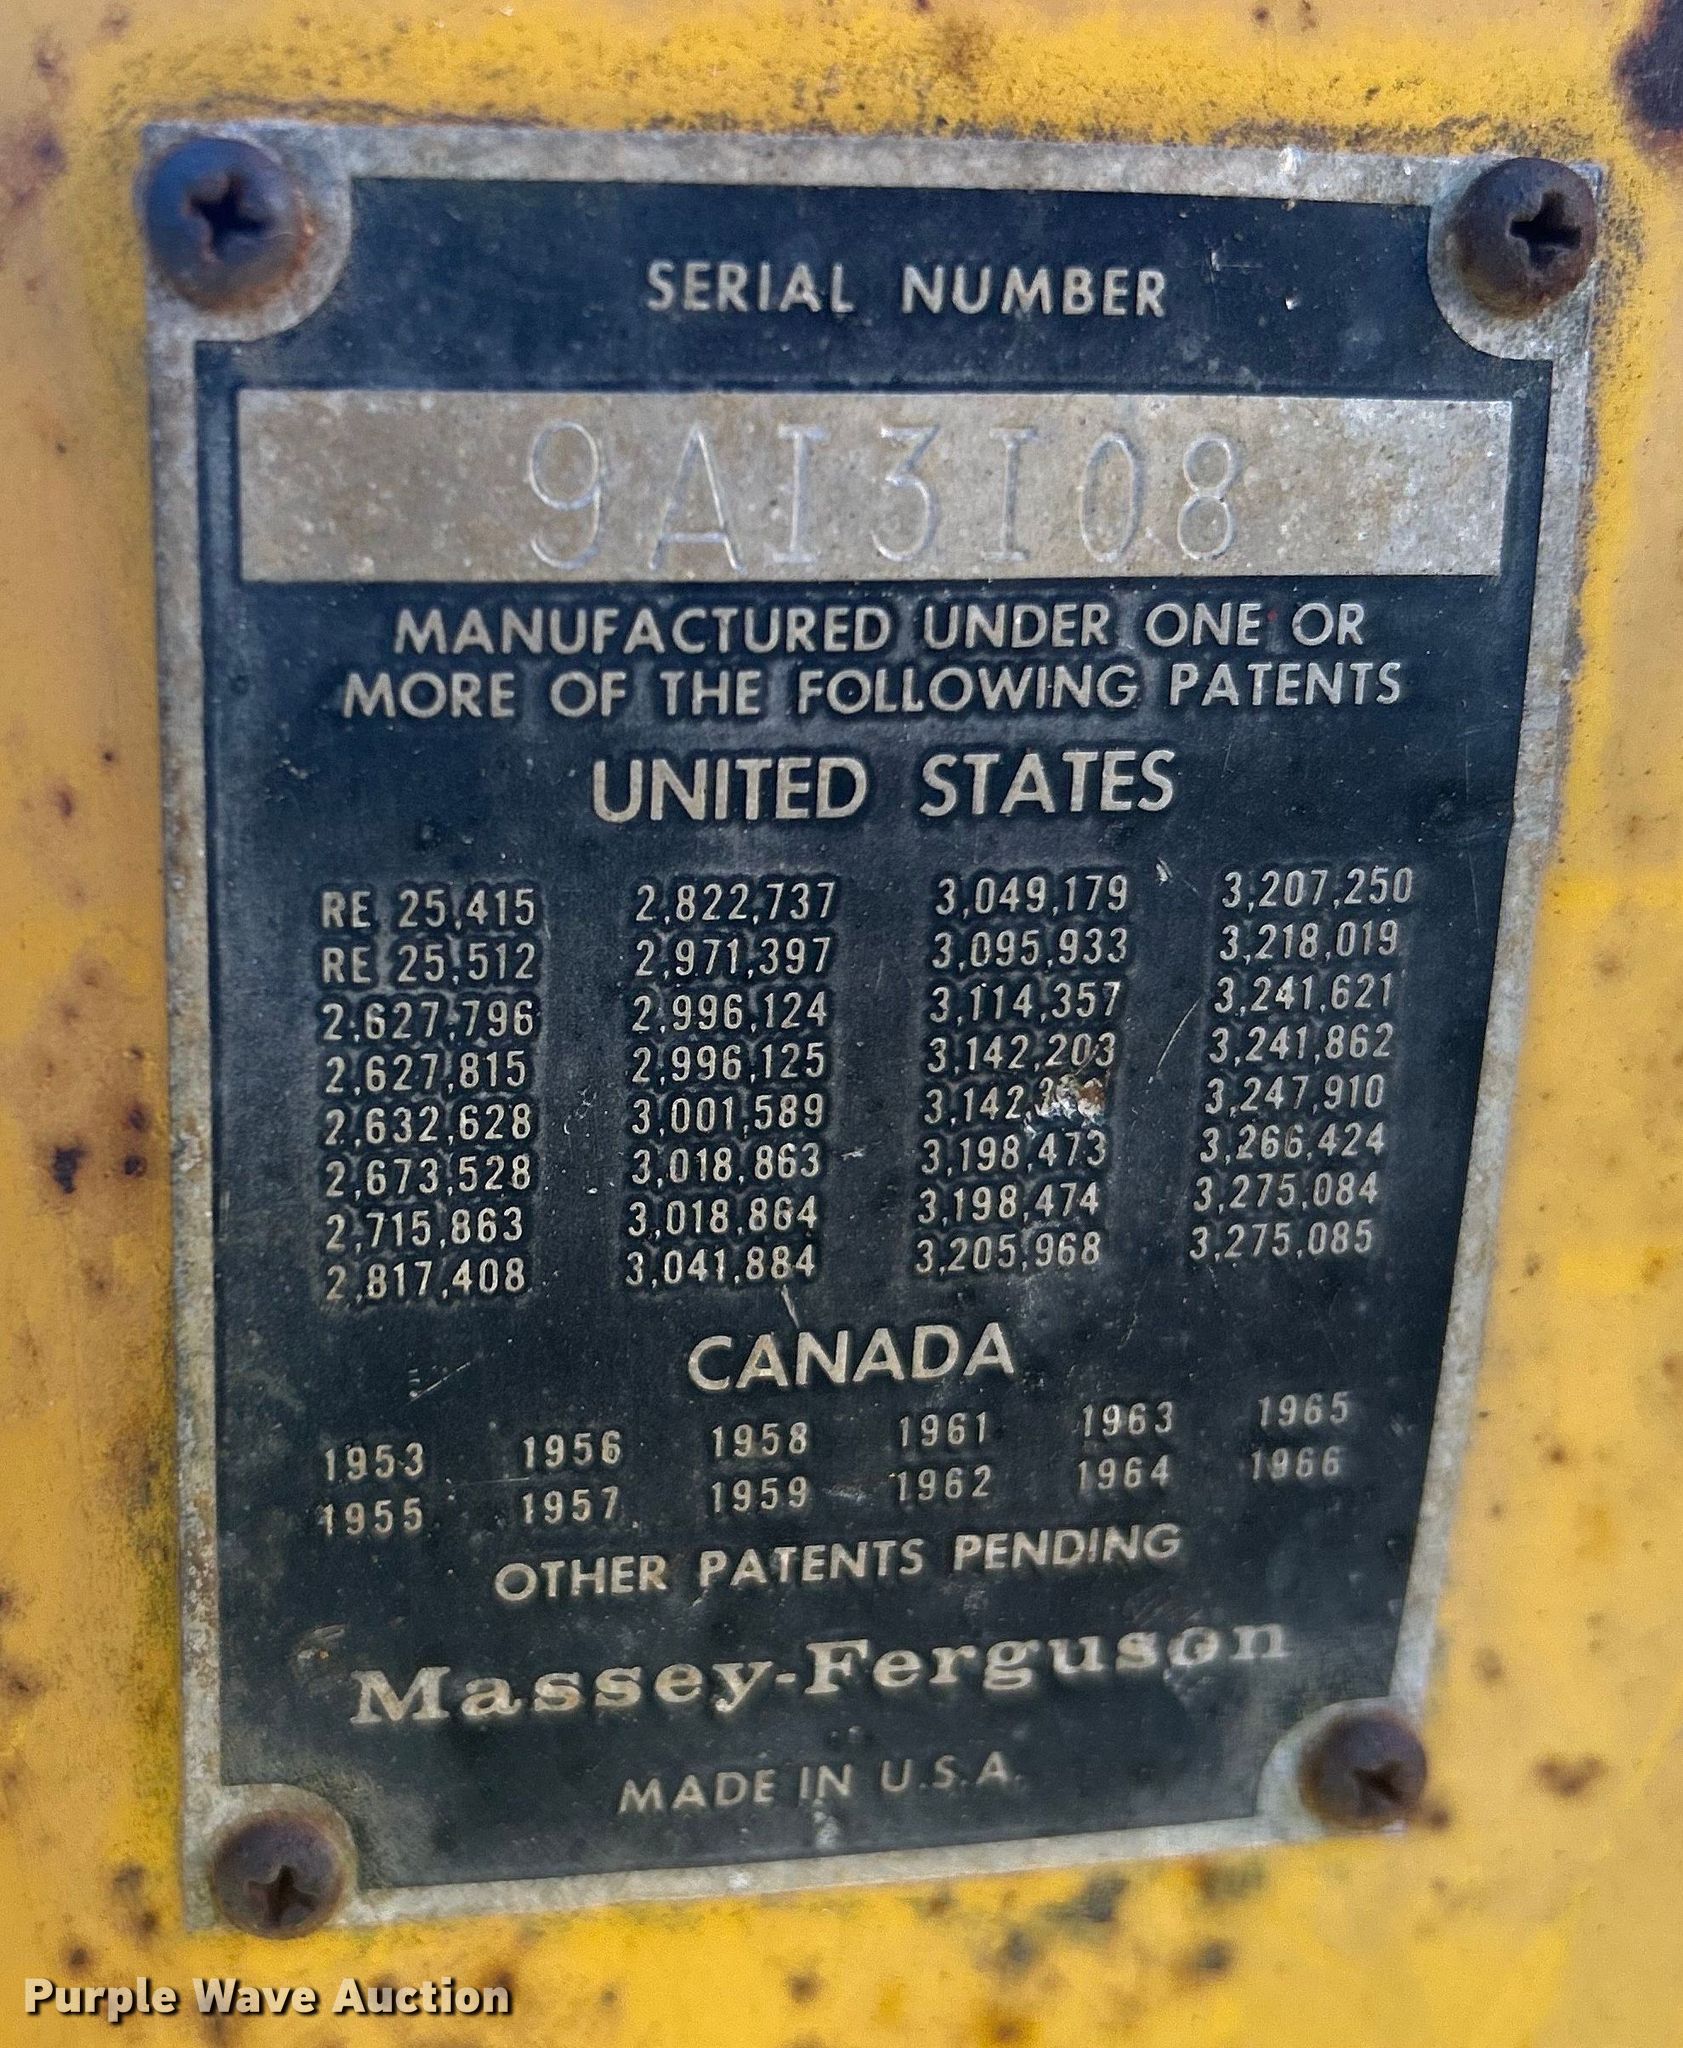 SERIAL NUMBER
9A13108
MANUFACTURED UNDER ONE OR
MORE OF THE FOLLOWING PATENTS
UNITED STATES
RE 25,415 2,822,737 3,049,179 3,207,250
RE 25,512 2,971,397 3,095,933 3,218,019
2,627,796 2,996,124 3,114,357 3,241,621
2,627,815 2,996,125 3,142,203 3,241,862
2,632,628 3,001,589 3,247,910
2,673,528 3,018,863 3,198,473 3,266,424
2,715,863 3,018,864 3,198,474 3,275,084
2,817,408 3,041,884 3,205,968 3,275,085
CANADA
1953 1956 1958 1961 1963 1965
1955 1957 1959 1962 1964 1966
OTHER PATENTS PENDING
Massey-Ferguson
MADE IN U.S.A.
Purple Wave Auction